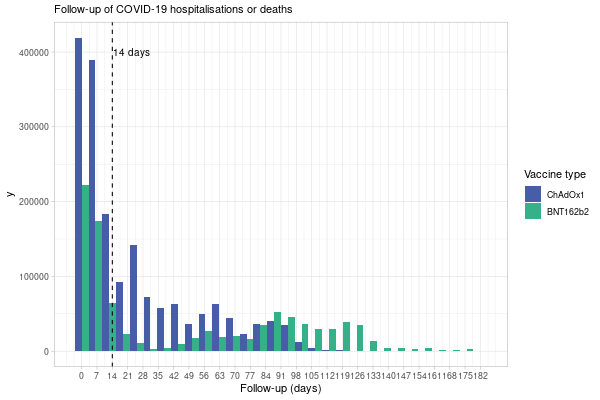 Follow-up of COVID-19 hospitalisations or deaths
14 days
400000
300000
200000
100000
0
y
0 7 14 21 28 35 42 49 56 63 70 77 84 91 98 105 112 119 126 133 140 147 154 161 168 175 182
Follow-up (days)
Vaccine type
ChAdOx1
BNT162b2